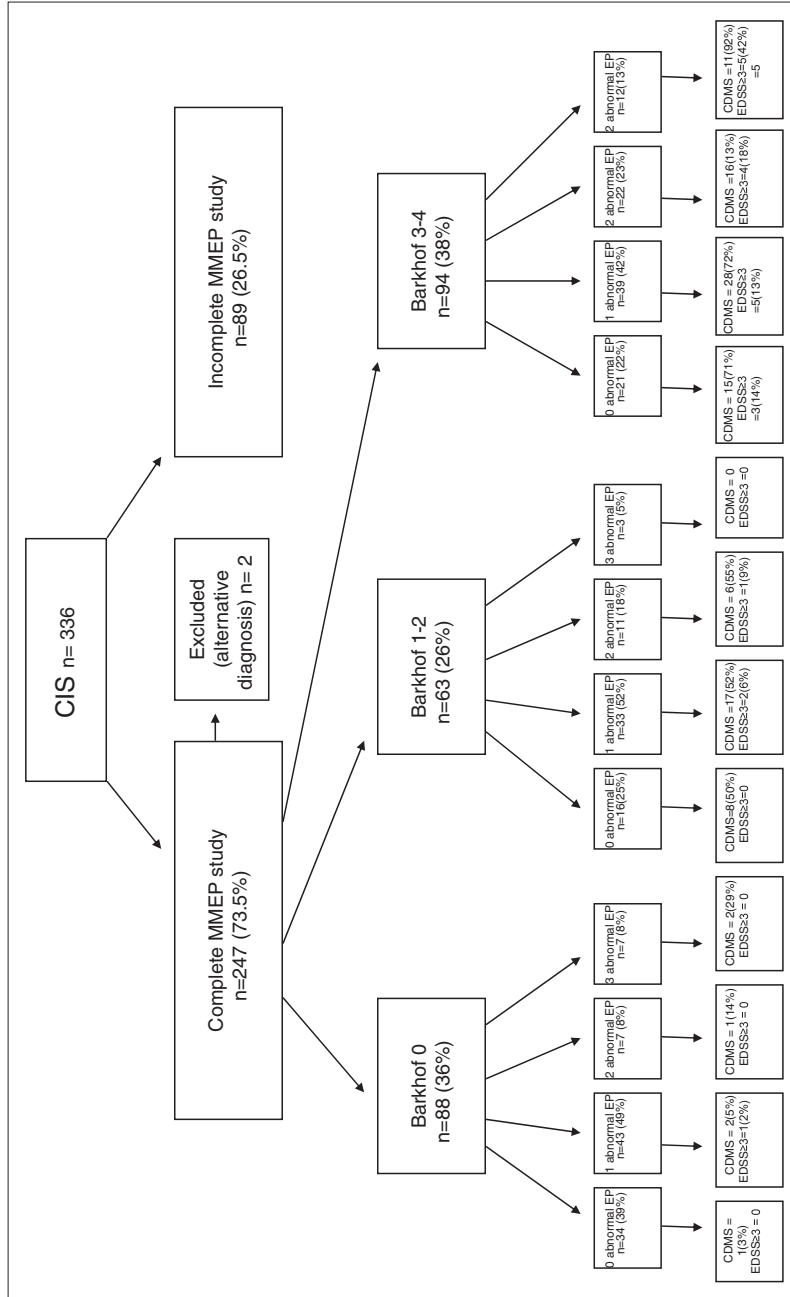 CIS n= 336
Complete MMEP study
n=247 (73.5%)
Excluded
(alternative
diagnosis) n= 2
Incomplete MMEP study
n=89 (26.5%)
Barkhof 0
n=88 (36%)
Barkhof 1-2
n=63 (26%)
Barkhof 3-4
n=94 (38%)
0 abnormal EP
n=34 (39%)
1 abnormal EP
n=43 (49%)
2 abnormal EP
n=7 (8%)
3 abnormal EP
n=7 (8%)
0 abnormal EP
n=16(25%)
1 abnormal EP
n=33 (52%)
2 abnormal EP
n=11 (18%)
3 abnormal EP
n=3 (5%)
0 abnormal EP
n=21 (22%)
1 abnormal EP
n=39 (42%)
2 abnormal EP
n=22 (23%)
2 abnormal EP
n=12(13%)
CDMS =
1(3%)
EDSS≥3 = 0
CDMS = 2(5%)
EDSS≥3=1(2%)
CDMS = 1(14%)
EDSS≥3 = 0
CDMS = 2(29%)
EDSS≥3 = 0
CDMS=8(50%)
EDSS≥3=0
CDMS =17(52%)
EDSS≥3=2(6%)
CDMS = 6(55%)
EDSS≥3 =1(9%)
CDMS = 0
EDSS≥3 =0
CDMS = 15(71%)
EDSS≥3
=3(14%)
CDMS = 28(72%)
EDSS≥3
=5(13%)
CDMS =16(13%)
EDSS≥3=4(18%)
CDMS =11(92%)
EDSS≥3=5(42%)
=5